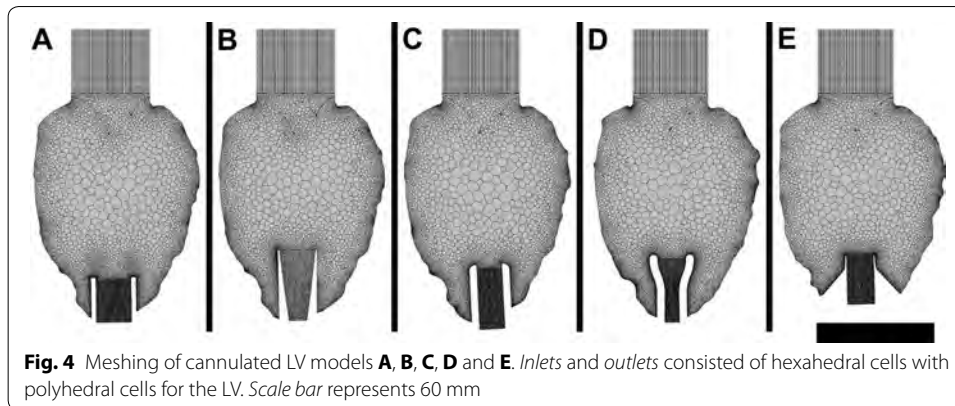 A B C D E
Fig. 4 Meshing of cannulated LV models A, B, C, D and E. Inlets and outlets consisted of hexahedral cells with
polyhedral cells for the LV. Scale bar represents 60 mm